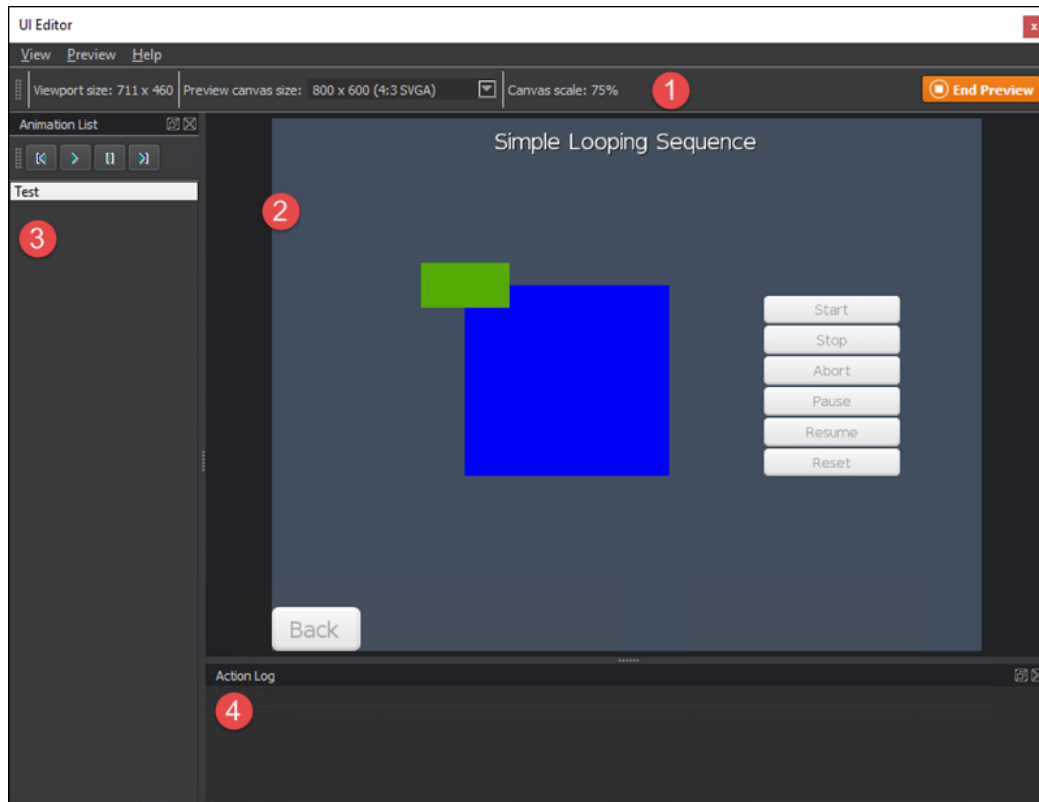 UI Editor
x
View Preview Help
Viewport size: 711 x 460 Preview canvas size: 800 x 600 (4:3 SVGA) Canvas scale: 75% 1 End Preview
Animation List
Simple Looping Sequence
Test
2
3
Start
Stop
Abort
Pause
Resume
Reset
Back
Action Log
4